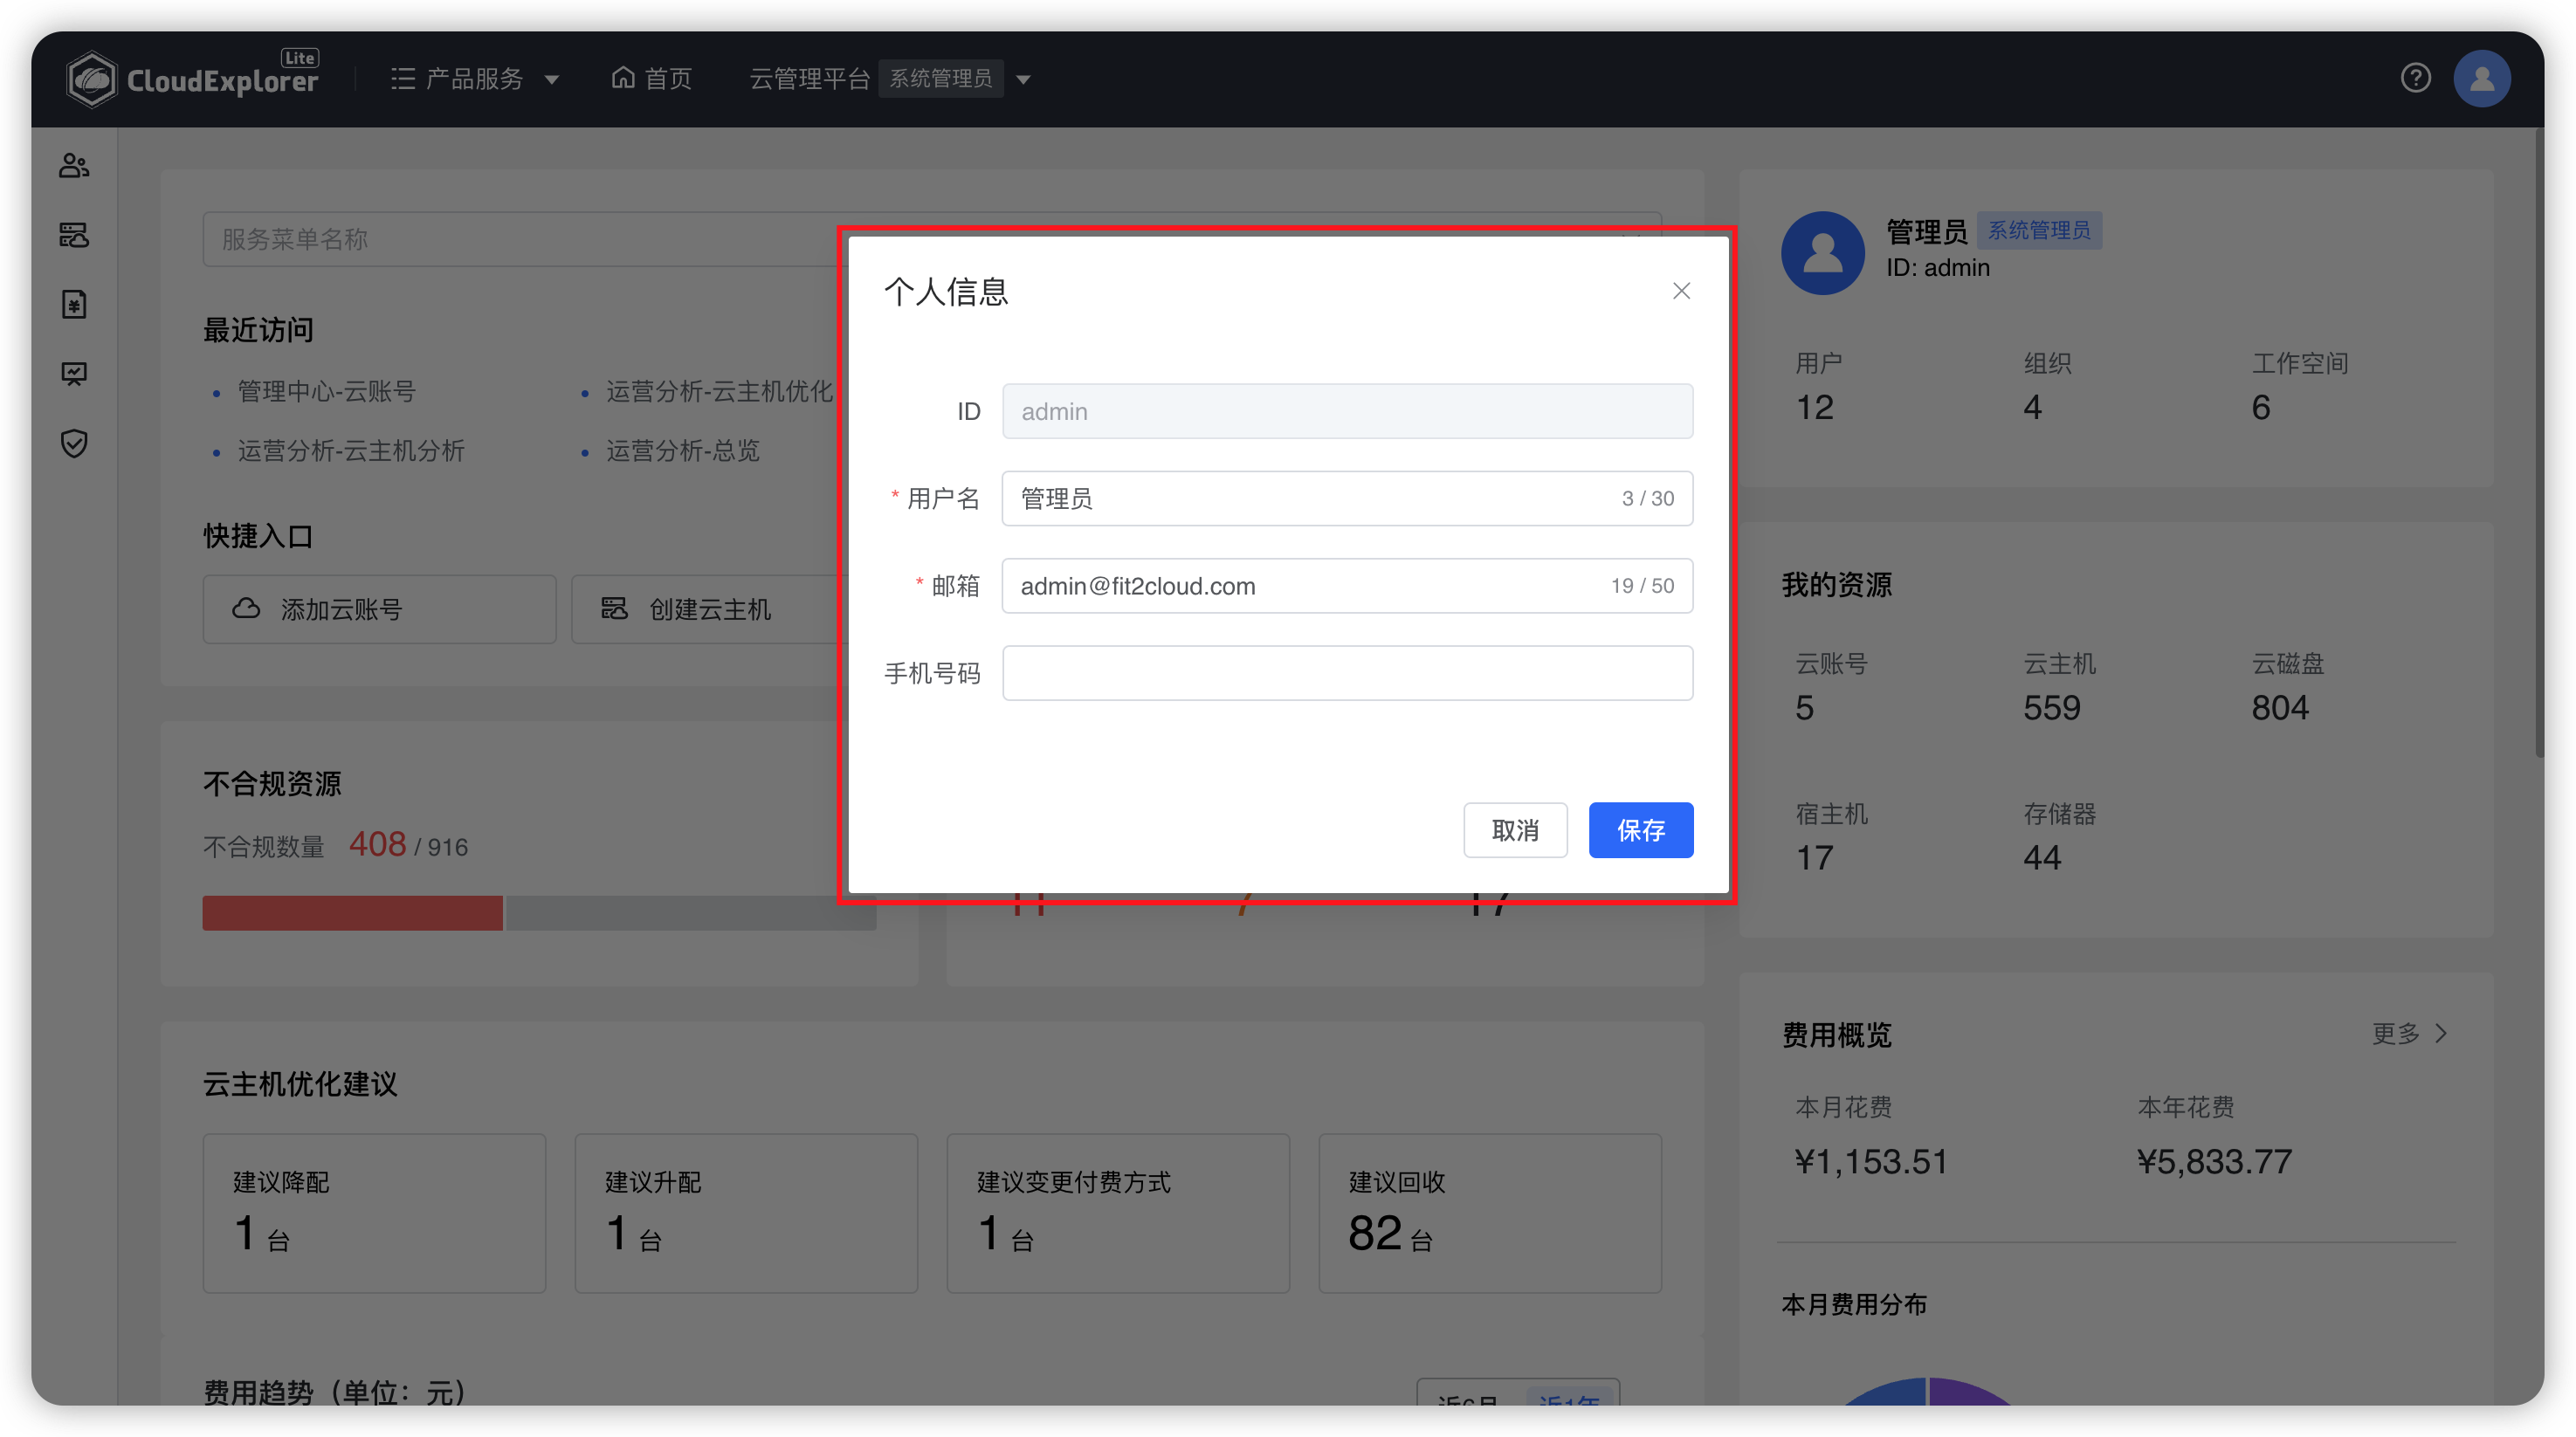 CloudExplorer Lite
产品服务
首页
云管理平台 系统管理员
服务菜单名称
最近访问
管理中心-云账号
运营分析-云主机优化
运营分析-云主机分析
运营分析-总览
快捷入口
添加云账号
创建云主机
不合规资源
不合规数量 408 / 916
云主机优化建议
建议降配
1 台
建议升配
1 台
建议变更付费方式
1 台
建议回收
82 台
费用趋势（单位：元）
近6月 近1年
个人信息
ID admin
* 用户名 管理员 3 / 30
* 邮箱 admin@fit2cloud.com 19 / 50
手机号码
取消 保存
管理员 系统管理员
ID: admin
用户 组织 工作空间
12 4 6
我的资源
云账号 云主机 云磁盘
5 559 804
宿主机 存储器
17 44
费用概览 更多
本月花费 本年花费
¥1,153.51 ¥5,833.77
本月费用分布